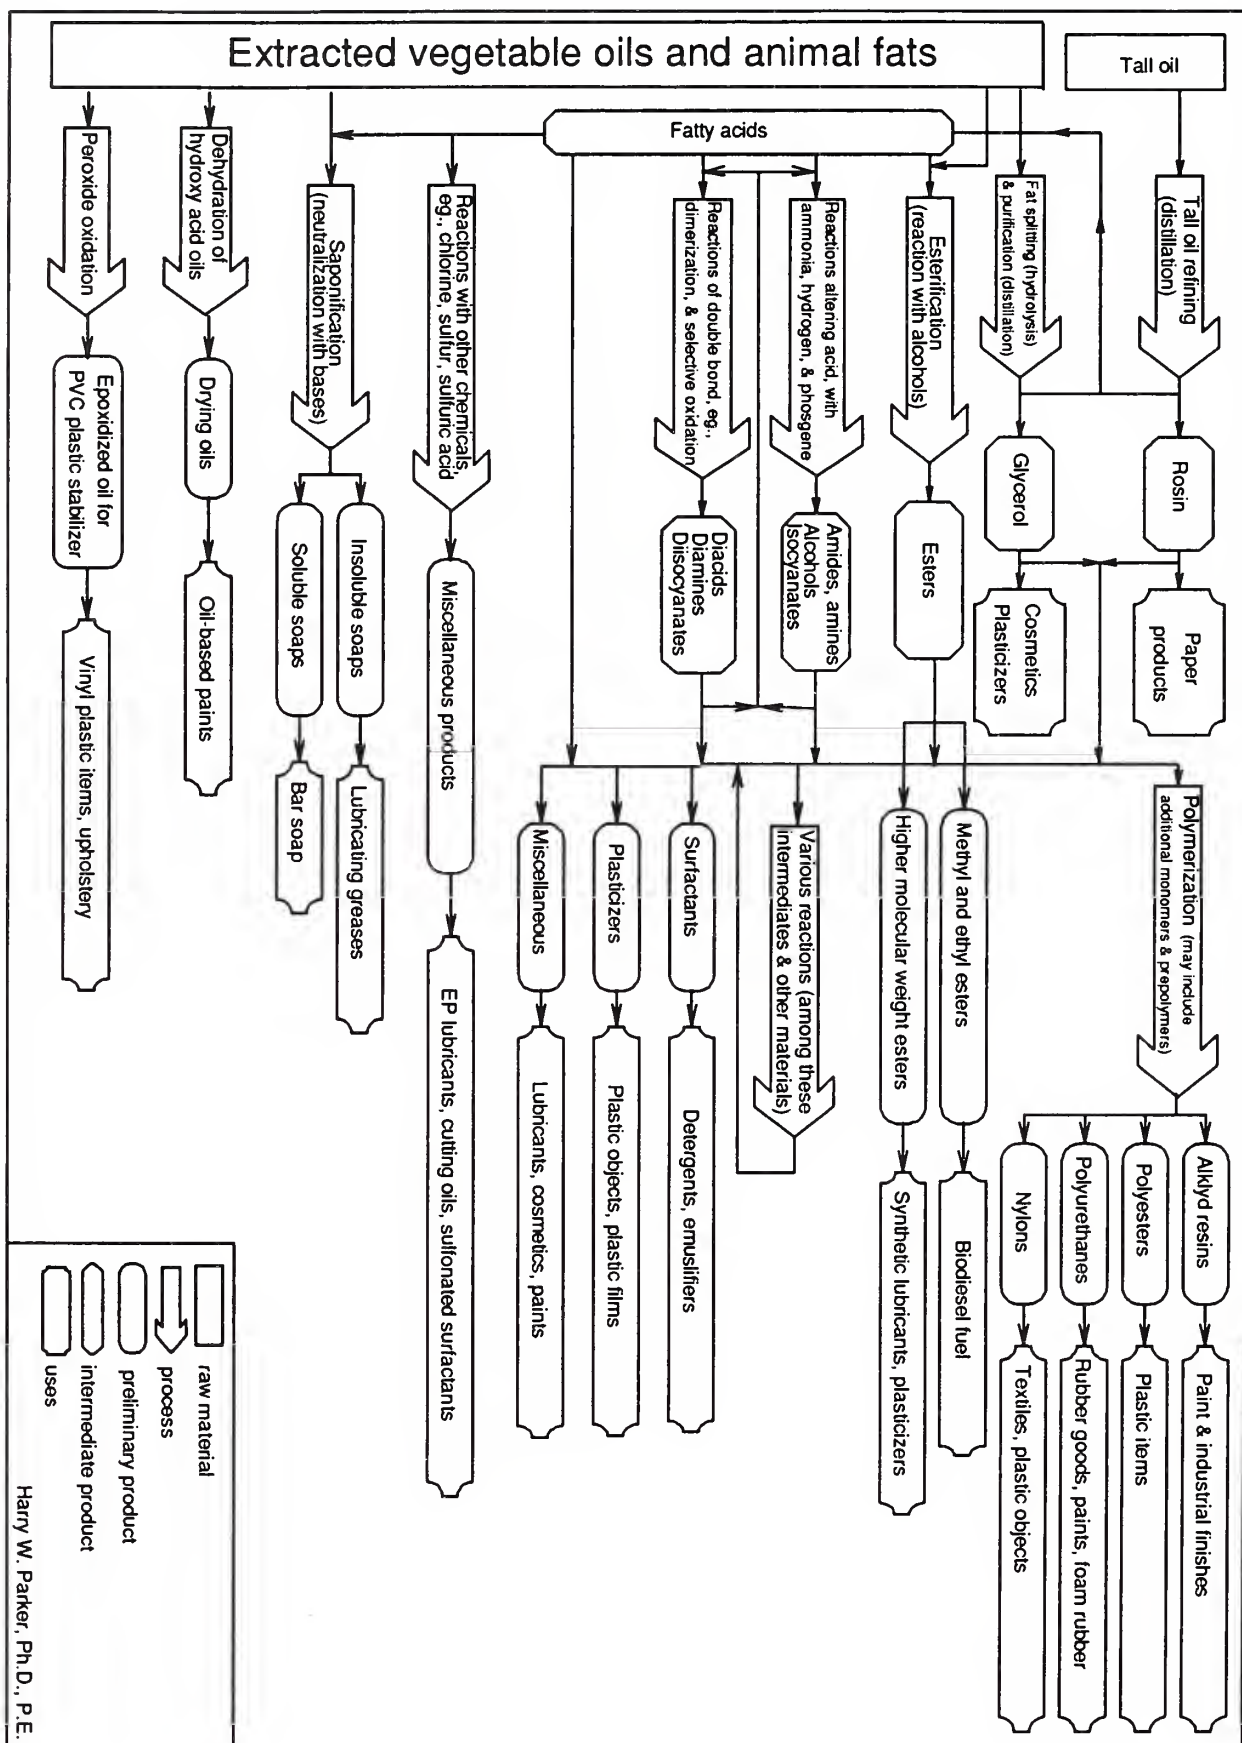 Extracted vegetable oils and animal fats
Tall oil
Fatty acids
Tall oil refining
(distillation)
Rosin
Paper
products
Fat splitting (hydrolysis)
& purification (distillation)
Glycerol
Cosmetics
Plasticizers
Esterification
(reaction with alcohols)
Esters
Reactions altering acid, with
ammonia, hydrogen, & phosgene
Amides, amines
Alcohols
Isocyanates
Reactions of double bond, eg.,
dimerization, & selective oxidation
Diacids
Diamines
Diisocyanates
Polymerization (may include
additional monomers & prepolymers)
Alklyd resins
Paint & industrial finishes
Polyesters
Plastic items
Polyurethanes
Rubber goods, paints, foam rubber
Nylons
Textiles, plastic objects
Methyl and ethyl esters
Biodiesel fuel
Higher molecular weight esters
Synthetic lubricants, plasticizers
Various reactions (among these
intermediates & other materials)
Surfactants
Detergents, emuslifiers
Plasticizers
Plastic objects, plastic films
Miscellaneous
Lubricants, cosmetics, paints
Reactions with other chemicals,
eg., chlorine, sulfur, sulfuric acid
Miscellaneous products
EP lubricants, cutting oils, sulfonated surfactants
Saponification
(neutralization with bases)
Insoluble soaps
Lubricating greases
Soluble soaps
Bar soap
Dehydration of
hydroxy acid oils
Drying oils
Oil-based paints
Peroxide oxidation
Epoxidized oil for
PVC plastic stabilizer
Vinyl plastic items, upholstery
raw material
process
preliminary product
intermediate product
uses
Harry W. Parker, Ph.D., P.E.